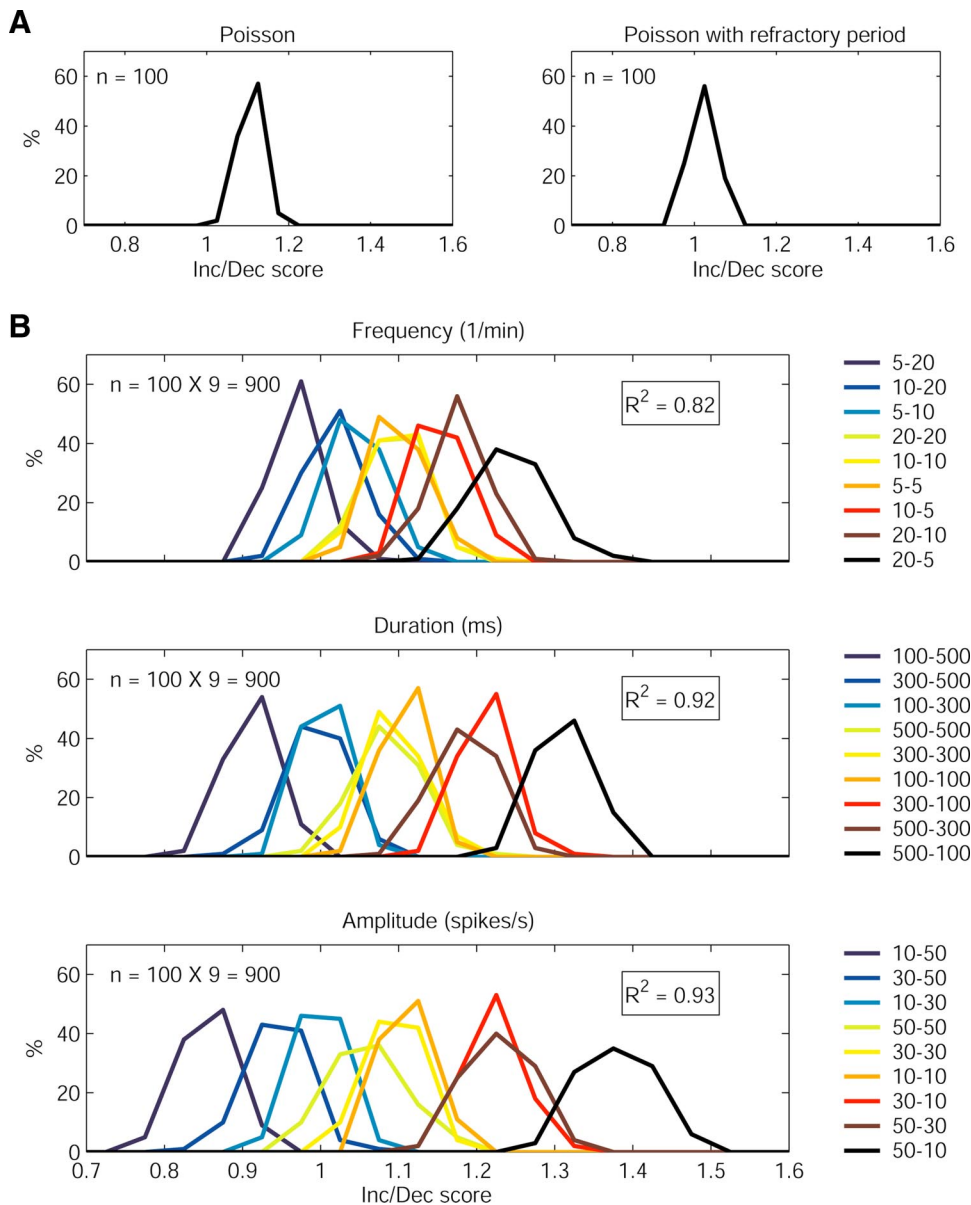 A
Poisson
n = 100
%
60
40
20
0
0.8 1 1.2 1.4 1.6
Inc/Dec score
Poisson with refractory period
n = 100
60
40
20
0
0.8 1 1.2 1.4 1.6
Inc/Dec score
B
Frequency (1/min)
n = 100 X 9 = 900
R² = 0.82
%
60
40
20
0
5-20
10-20
5-10
20-20
10-10
5-5
10-5
20-10
20-5
Duration (ms)
n = 100 X 9 = 900
R² = 0.92
%
60
40
20
0
100-500
300-500
100-300
500-500
300-300
100-100
300-100
500-300
500-100
Amplitude (spikes/s)
n = 100 X 9 = 900
R² = 0.93
%
60
40
20
0
0.7 0.8 0.9 1 1.1 1.2 1.3 1.4 1.5 1.6
Inc/Dec score
10-50
30-50
10-30
50-50
30-30
10-10
30-10
50-30
50-10